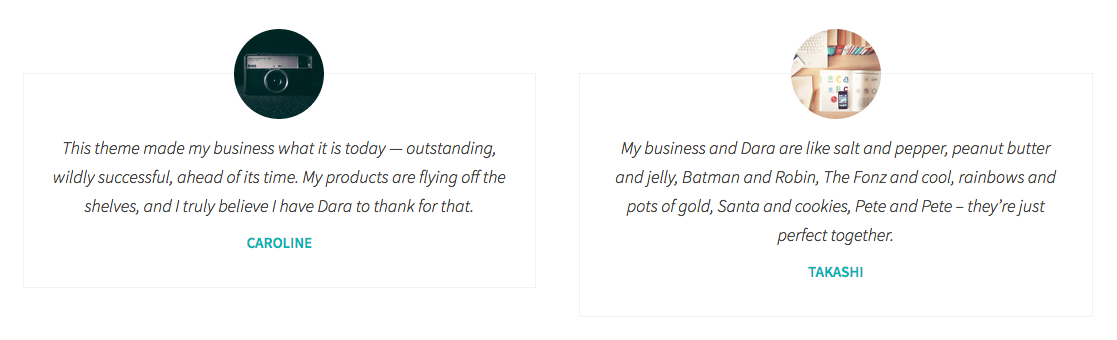 This theme made my business what it is today — outstanding,
wildly successful, ahead of its time. My products are flying off the
shelves, and I truly believe I have Dara to thank for that.
CAROLINE
My business and Dara are like salt and pepper, peanut butter
and jelly, Batman and Robin, The Fonz and cool, rainbows and
pots of gold, Santa and cookies, Pete and Pete – they’re just
perfect together.
TAKASHI